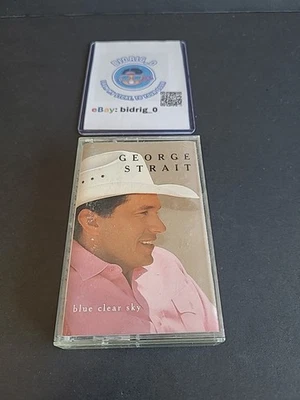 eBay: bidrig_0
GEORGE
STRAIT
blue clear sky